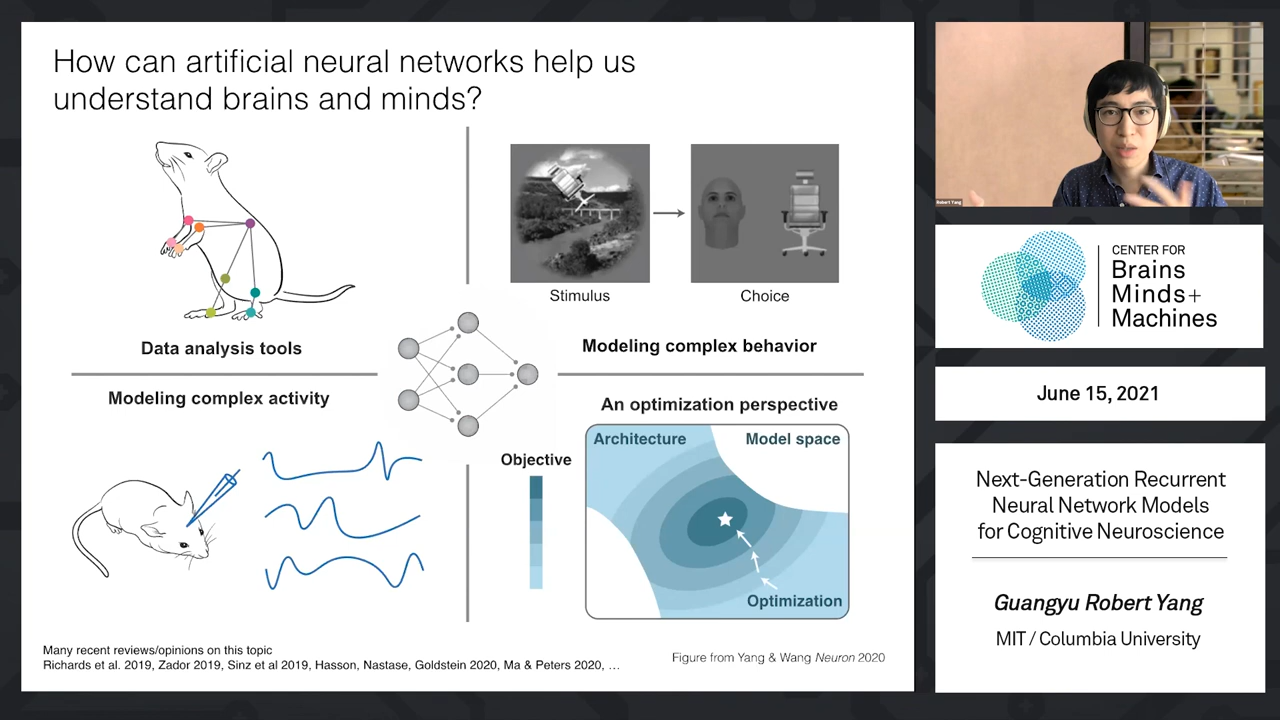 How can artificial neural networks help us
understand brains and minds?
Stimulus
Choice
Data analysis tools
Modeling complex behavior
Modeling complex activity
An optimization perspective
Objective
Architecture
Model space
Optimization
Many recent reviews/opinions on this topic
Richards et al. 2019, Zador 2019, Sinz et al 2019, Hasson, Nastase, Goldstein 2020, Ma & Peters 2020, …
Figure from Yang & Wang Neuron 2020
Robert Yang
CENTER FOR
Brains
Minds+
Machines
June 15, 2021
Next-Generation Recurrent
Neural Network Models
for Cognitive Neuroscience
Guangyu Robert Yang
MIT / Columbia University